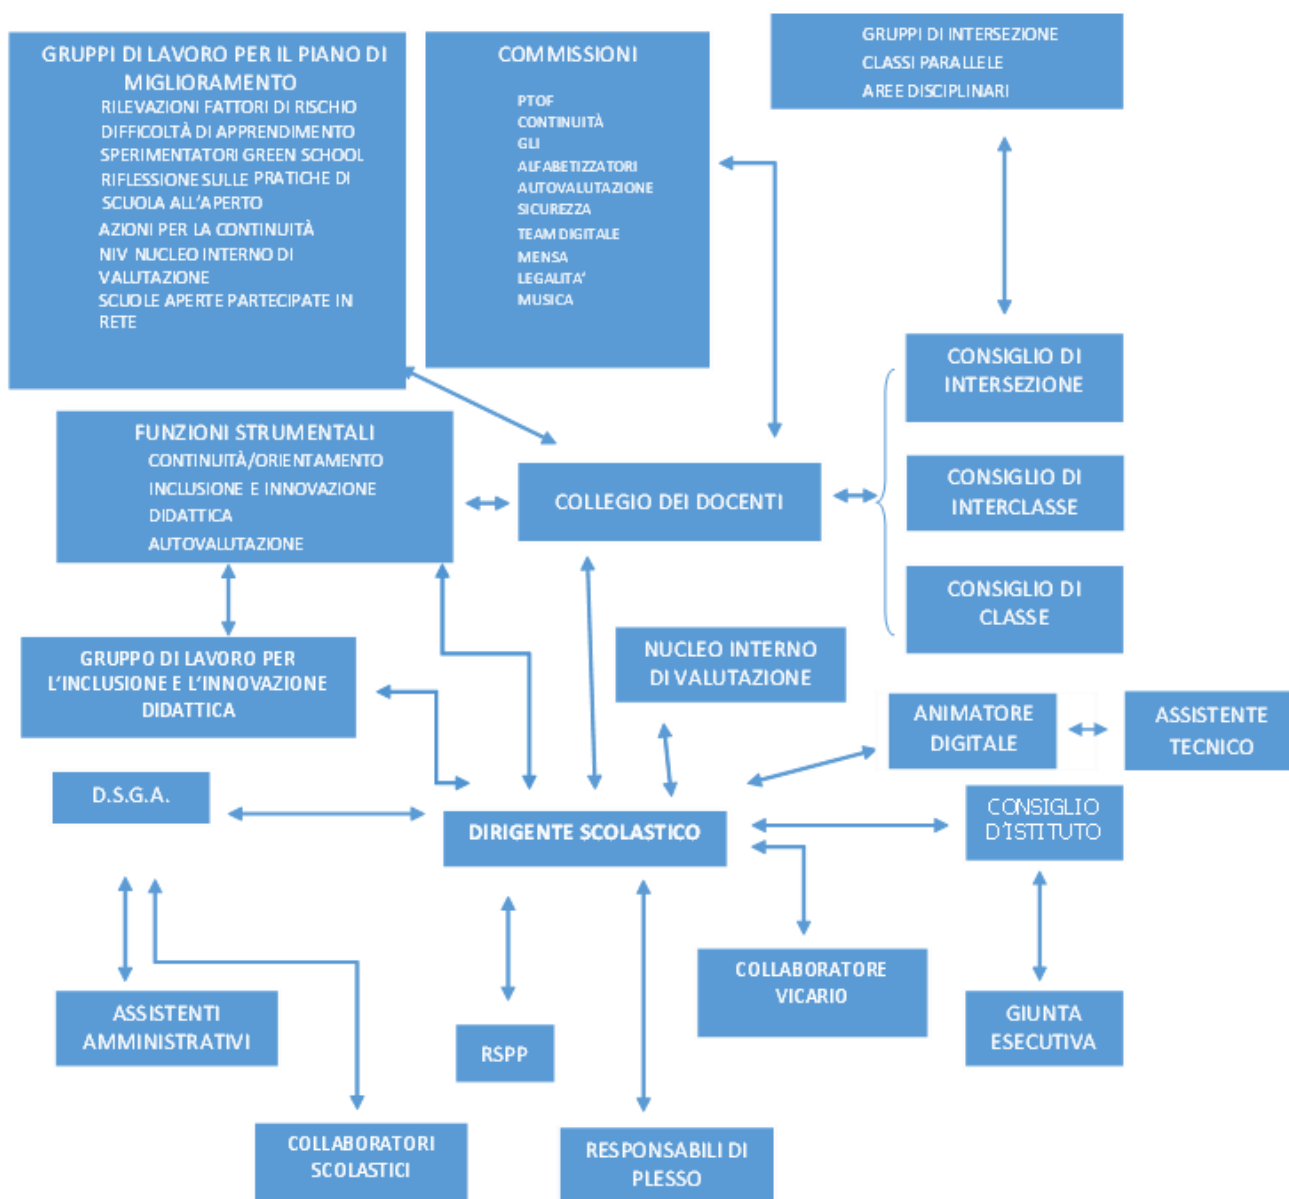 GRUPPI DI LAVORO PER IL PIANO DI
MIGLIORAMENTO
RILEVAZIONI FATTORI DI RISCHIO
DIFFICOLTÀ DI APPRENDIMENTO
SPERIMENTATORI GREEN SCHOOL
RIFLESSIONE SULLE PRATICHE DI
SCUOLA ALL'APERTO
AZIONI PER LA CONTINUITÀ
NIV NUCLEO INTERNO DI
VALUTAZIONE
SCUOLE APERTE PARTECIPATE IN
RETE
COMMISSIONI
PTOF
CONTINUITÀ
GLI
ALFABETIZZATORI
AUTOVALUTAZIONE
SICUREZZA
TEAM DIGITALE
MENSA
LEGALITA'
MUSICA
GRUPPI DI INTERSEZIONE
CLASSI PARALLELE
AREE DISCIPLINARI
CONSIGLIO DI
INTERSEZIONE
FUNZIONI STRUMENTALI
CONTINUITÀ/ORIENTAMENTO
INCLUSIONE E INNOVAZIONE
DIDATTICA
AUTOVALUTAZIONE
COLLEGIO DEI DOCENTI
CONSIGLIO DI
INTERCLASSE
CONSIGLIO DI
CLASSE
GRUPPO DI LAVORO PER
L'INCLUSIONE E L'INNOVAZIONE
DIDATTICA
NUCLEO INTERNO
DI VALUTAZIONE
ANIMATORE
DIGITALE
ASSISTENTE
TECNICO
D.S.G.A.
DIRIGENTE SCOLASTICO
CONSIGLIO
D'ISTITUTO
COLLABORATORE
VICARIO
ASSISTENTI
AMMINISTRATIVI
RSPP
GIUNTA
ESECUTIVA
COLLABORATORI
SCOLASTICI
RESPONSABILI DI
PLESSO